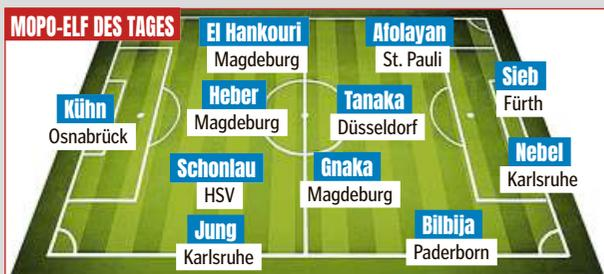 MOPO-ELF DES TAGES
El Hankouri
Magdeburg
Afolayan
St. Pauli
Sieb
Fürth
Kühn
Osnabrück
Heber
Magdeburg
Tanaka
Düsseldorf
Nebel
Karlsruhe
Schonlau
HSV
Gnaka
Magdeburg
Jung
Karlsruhe
Bilbija
Paderborn